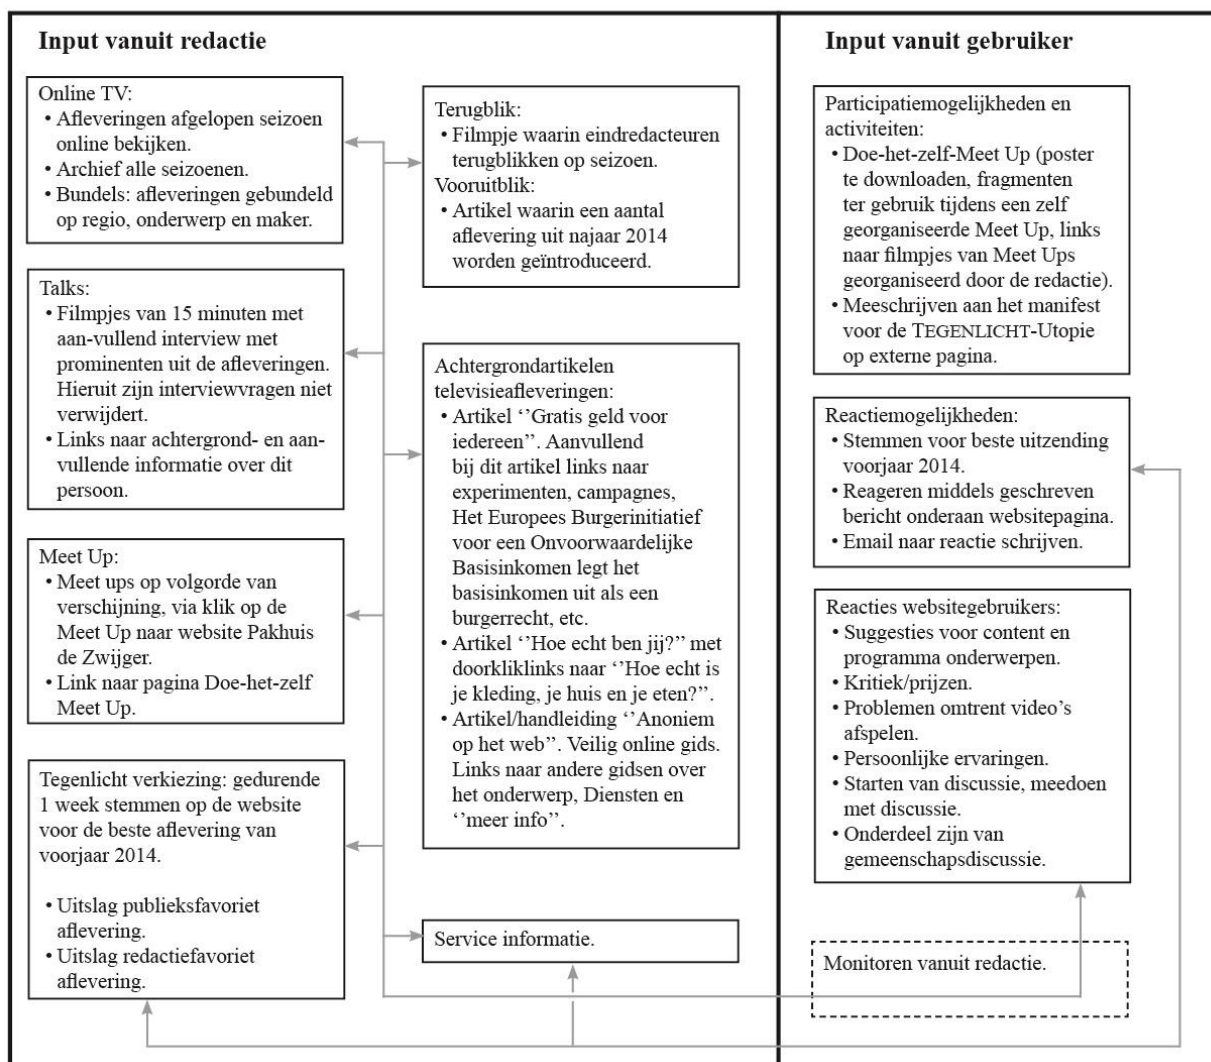 Input vanuit redactie
Online TV:
• Afleveringen afgelopen seizoen
online bekijken.
• Archief alle seizoenen.
• Bundels: afleveringen gebundeld
op regio, onderwerp en maker.
Talks:
• Filmpjes van 15 minuten met
aan-vullend interview met
prominenten uit de afleveringen.
Hieruit zijn interviewvragen niet
verwijdert.
• Links naar achtergrond- en aan-
vullende informatie over dit
persoon.
Meet Up:
• Meet ups op volgorde van
verschijning, via klik op de
Meet Up naar website Pakhuis
de Zwijger.
• Link naar pagina Doe-het-zelf
Meet Up.
Tegenlicht verkiezing: gedurende
1 week stemmen op de website
voor de beste aflevering van
voorjaar 2014.
• Uitslag publieksfavoriet
aflevering.
• Uitslag redactiefavoriet
aflevering.
Terugblik:
• Filmpje waarin eindredacteuren
terugblikken op seizoen.
Vooruitblik:
• Artikel waarin een aantal
aflevering uit najaar 2014
worden geïntroduceerd.
Achtergrondartikelen
televisieafleveringen:
• Artikel ‘’Gratis geld voor
iedereen’’. Aanvullend
bij dit artikel links naar
experimenten, campagnes,
Het Europees Burgerinitiatief
voor een Onvoorwaardelijke
Basisinkomen legt het
basisinkomen uit als een
burgerrecht, etc.
• Artikel ‘’Hoe echt ben jij?’’ met
doorkliklinks naar ‘’Hoe echt is
je kleding, je huis en je eten?’’.
• Artikel/handleiding ‘’Anoniem
op het web’’. Veilig online gids.
Links naar andere gidsen over
het onderwerp, Diensten en
‘’meer info’’.
Service informatie.
Input vanuit gebruiker
Participatiemogelijkheden en
activiteiten:
• Doe-het-zelf-Meet Up (poster
te downloaden, fragmenten
ter gebruik tijdens een zelf
georganiseerde Meet Up, links
naar filmpjes van Meet Ups
georganiseerd door de redactie).
• Meeschrijven aan het manifest
voor de TEGENLICHT-Utopie
op externe pagina.
Reactiemogelijkheden:
• Stemmen voor beste uitzending
voorjaar 2014.
• Reageren middels geschreven
bericht onderaan websitepagina.
• Email naar reactie schrijven.
Reacties websitegebruikers:
• Suggesties voor content en
programma onderwerpen.
• Kritiek/prijzen.
• Problemen omtrent video’s
afspelen.
• Persoonlijke ervaringen.
• Starten van discussie, meedoen
met discussie.
• Onderdeel zijn van
gemeenschapsdiscussie.
Monitoren vanuit redactie.